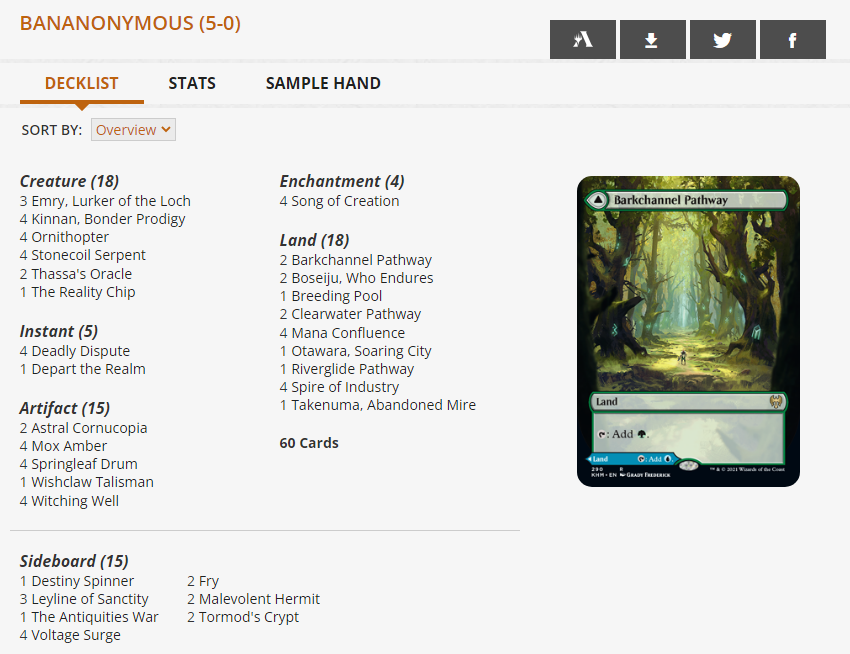 BANANONYMOUS (5-0)
DECKLIST
STATS
SAMPLE HAND
SORT BY: Overview
Creature (18)
3 Emry, Lurker of the Loch
4 Kinnan, Bonder Prodigy
4 Ornithopter
4 Stonecoil Serpent
2 Thassa's Oracle
1 The Reality Chip
Instant (5)
4 Deadly Dispute
1 Depart the Realm
Artifact (15)
2 Astral Cornucopia
4 Mox Amber
4 Springleaf Drum
1 Wishclaw Talisman
4 Witching Well
Enchantment (4)
4 Song of Creation
Land (18)
2 Barkchannel Pathway
2 Boseiju, Who Endures
1 Breeding Pool
2 Clearwater Pathway
4 Mana Confluence
1 Otawara, Soaring City
1 Riverglide Pathway
4 Spire of Industry
1 Takenuma, Abandoned Mire
60 Cards
Barkchannel Pathway
Land
: Add .
Land : Add
290 R
KHM • EN GRADY FREDERICK
™ & © 2021 Wizards of the Coast
Sideboard (15)
1 Destiny Spinner
3 Leyline of Sanctity
1 The Antiquities War
4 Voltage Surge
2 Fry
2 Malevolent Hermit
2 Tormod's Crypt